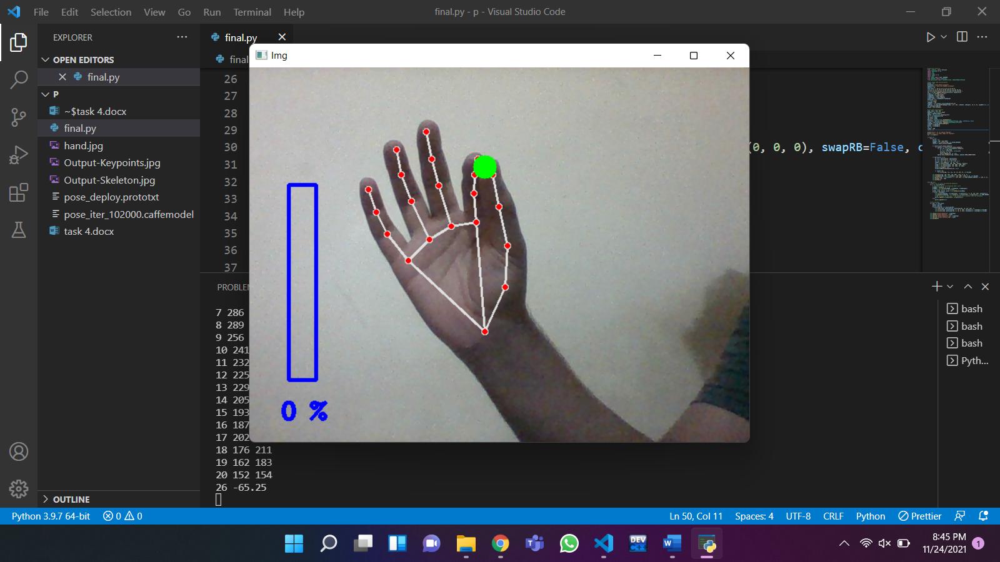 File Edit Selection View Go Run Terminal Help
final.py - p - Visual Studio Code
EXPLORER
final.py
OPEN EDITORS
final.py
P
~$task 4.docx
final.py
hand.jpg
Output-Keypoints.jpg
Output-Skeleton.jpg
pose_deploy.prototxt
pose_iter_102000.caffemodel
task 4.docx
OUTLINE
final
26
27
28
29
30 (0, 0, 0), swapRB=False, c
31
32
33
34
35
36
37
Img
0 %
PROBLEM
7 286
8 289
9 256
10 241
11 232
12 225
13 229
14 205
15 193
16 187
17 202
18 176 211
19 162 183
20 152 154
26 -65.25
bash
bash
bash
Pyth...
Python 3.9.7 64-bit 0 0
Ln 50, Col 11 Spaces: 4 UTF-8 CRLF Python Prettier
DEV
C++
8:45 PM
11/24/2021
1